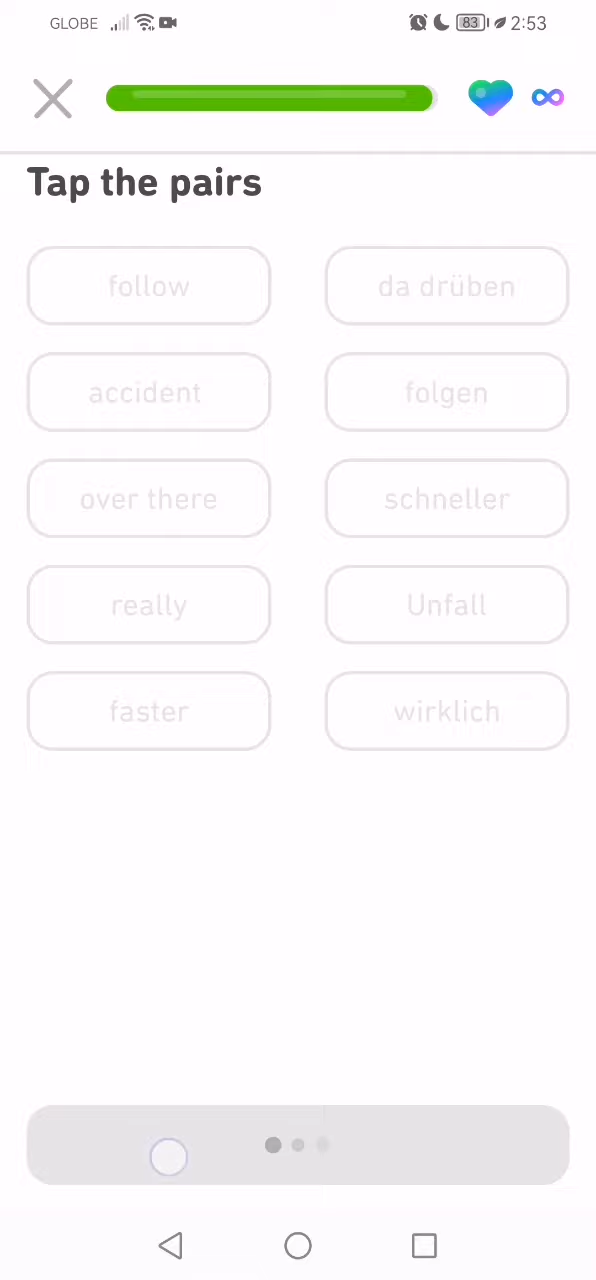 GLOBE 83 2:53
Tap the pairs
follow da drüben
accident folgen
over there schneller
really Unfall
faster wirklich